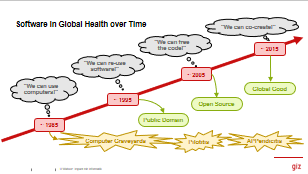 Software in Global Health over Time
"We can co-create!"
"We can free
the code!"
"We can re-use
software!"
"We can use
computers!"
~ 2015
~ 2005
~ 1995
~ 1985
Global Good
Open Source
Public Domain
Computer Graveyards
Pilotitis
APPendicitis
giz